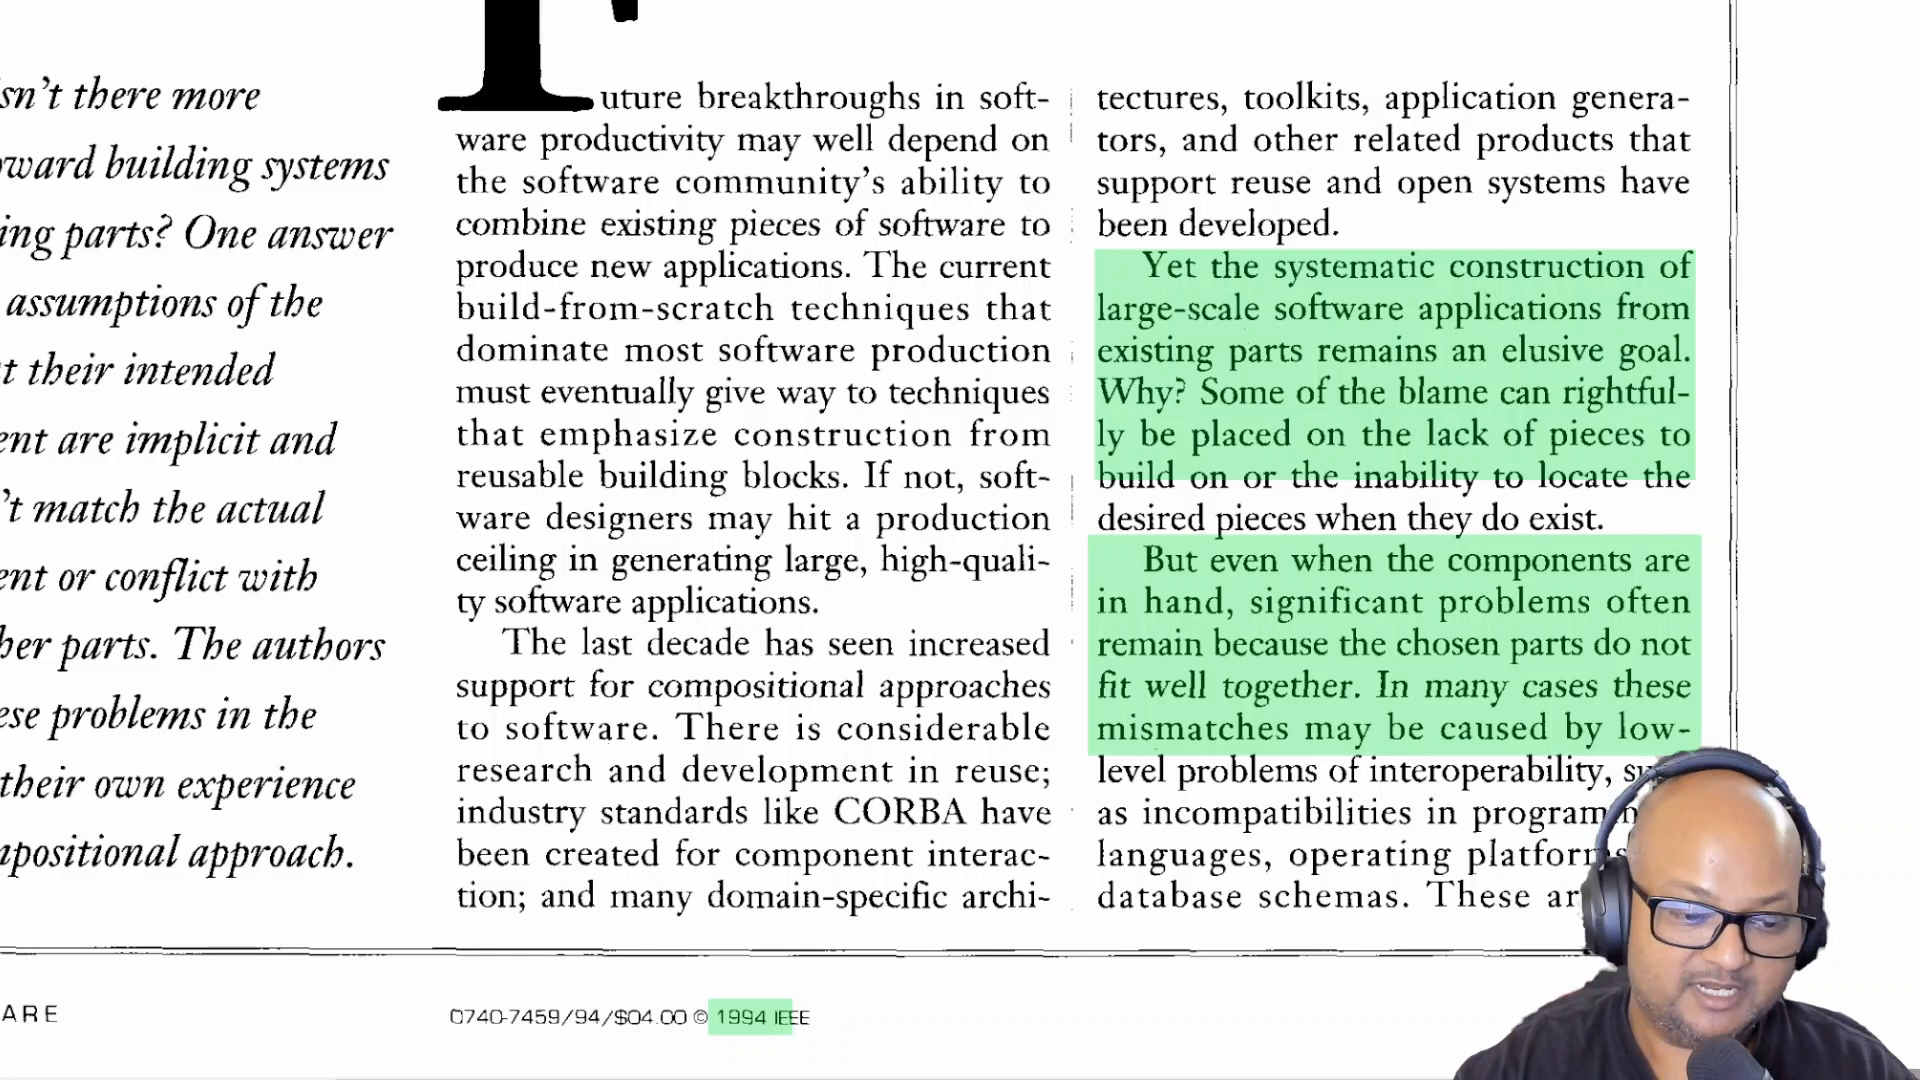 sn't there more
ward building systems
ing parts? One answer
assumptions of the
t their intended
ent are implicit and
't match the actual
ent or conflict with
her parts. The authors
ese problems in the
their own experience
positional approach.
Future breakthroughs in soft-
ware productivity may well depend on
the software community's ability to
combine existing pieces of software to
produce new applications. The current
build-from-scratch techniques that
dominate most software production
must eventually give way to techniques
that emphasize construction from
reusable building blocks. If not, soft-
ware designers may hit a production
ceiling in generating large, high-quali-
ty software applications.
The last decade has seen increased
support for compositional approaches
to software. There is considerable
research and development in reuse;
industry standards like CORBA have
been created for component interac-
tion; and many domain-specific archi-
tectures, toolkits, application genera-
tors, and other related products that
support reuse and open systems have
been developed.
Yet the systematic construction of
large-scale software applications from
existing parts remains an elusive goal.
Why? Some of the blame can rightful-
ly be placed on the lack of pieces to
build on or the inability to locate the
desired pieces when they do exist.
But even when the components are
in hand, significant problems often
remain because the chosen parts do not
fit well together. In many cases these
mismatches may be caused by low-
level problems of interoperability,
as incompatibilities in
languages, operating
database schemas. These
ARE
0740-7459/94/$04.00 © 1994 IEEE